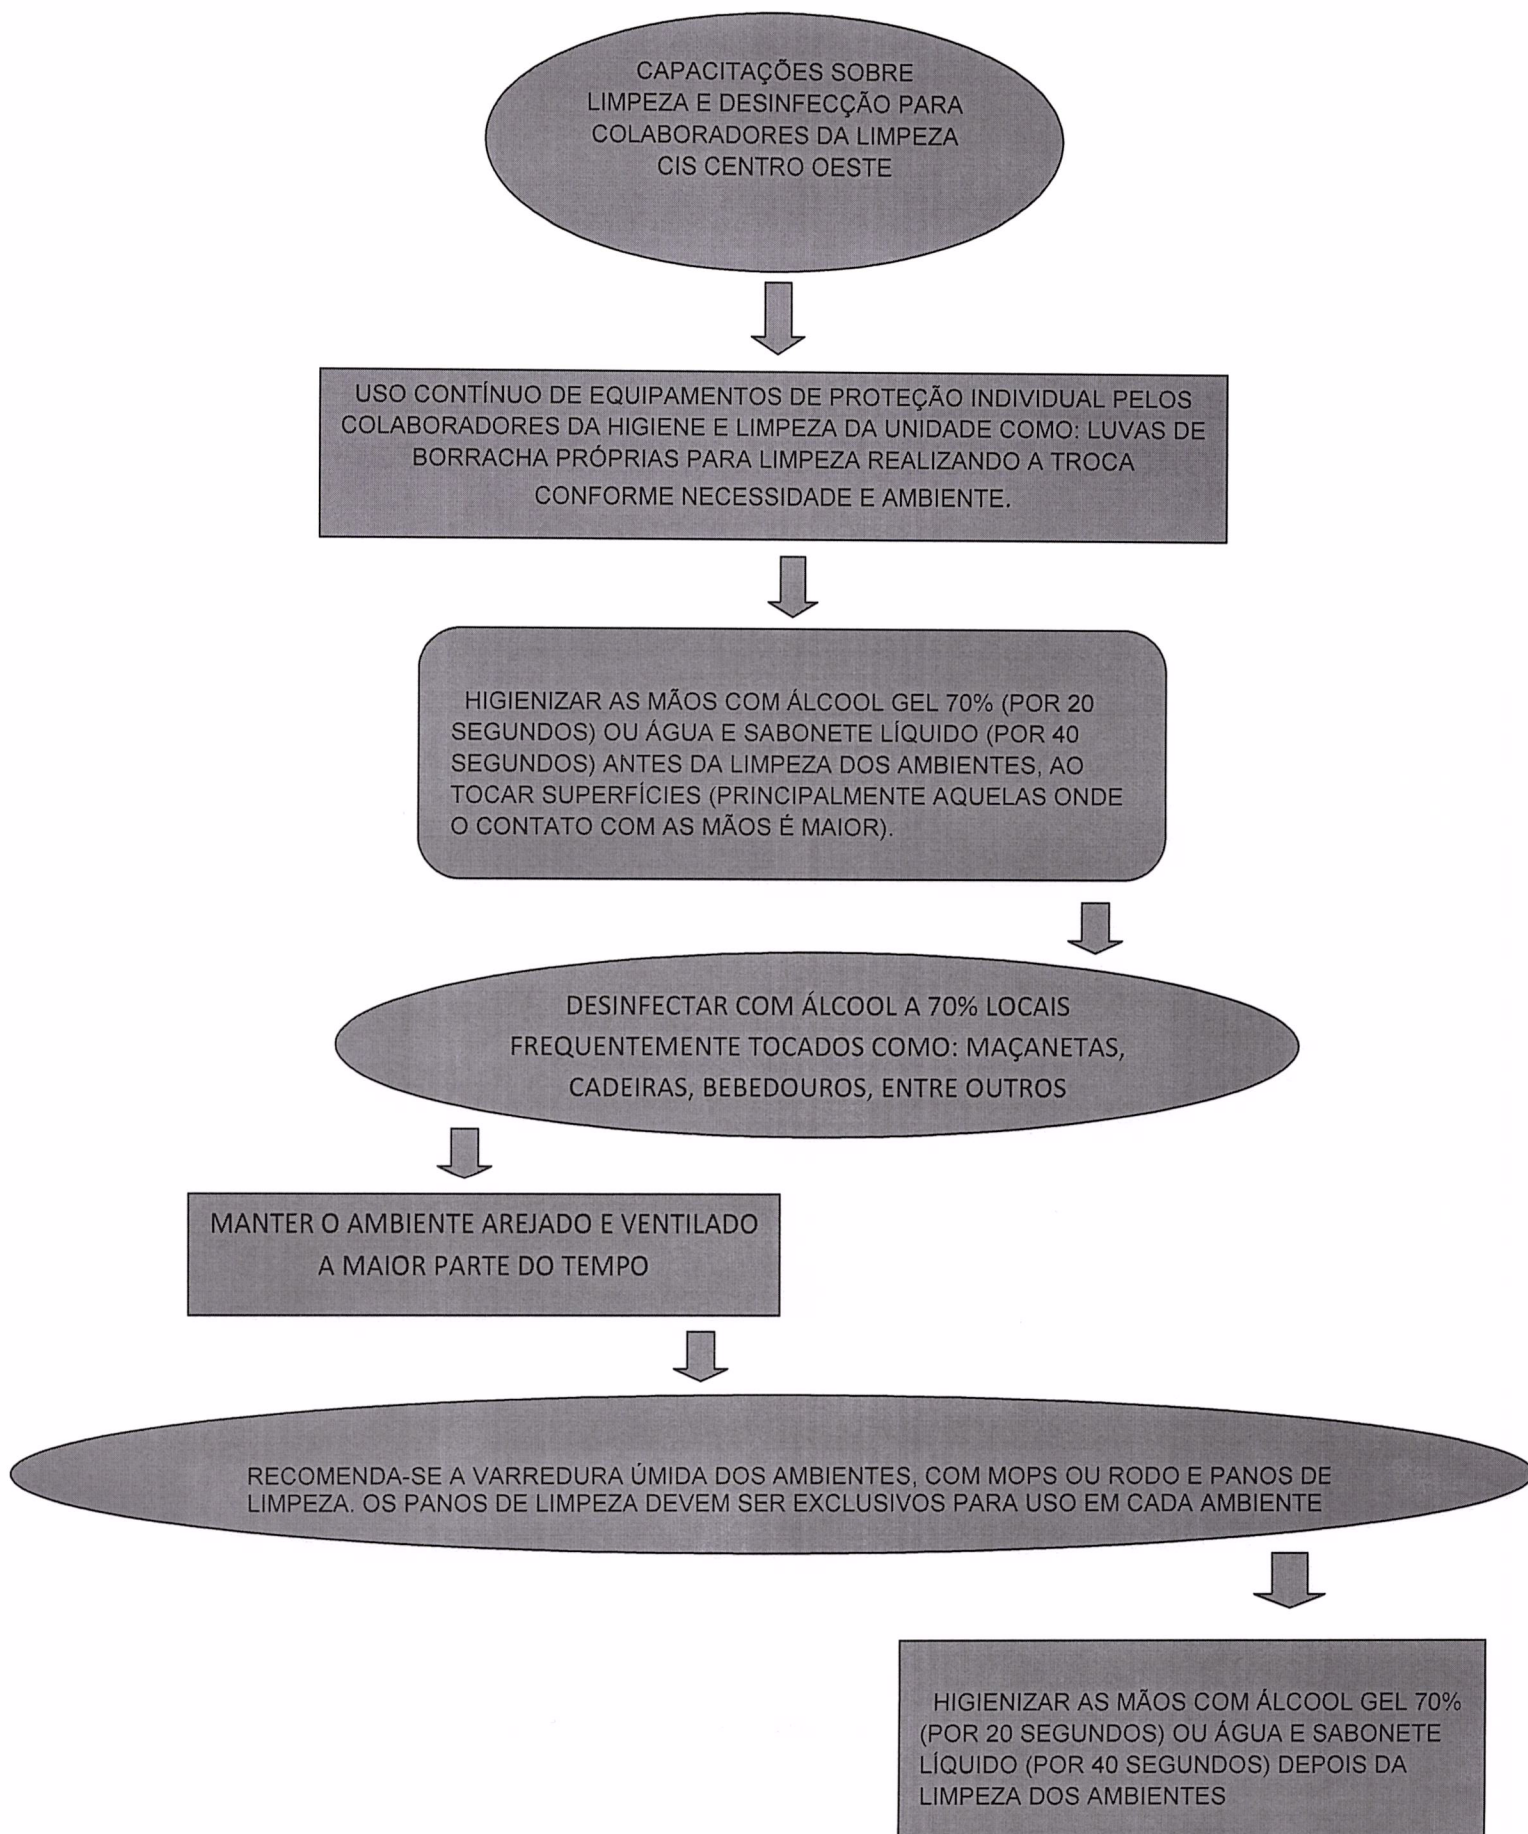 CAPACITAÇÕES SOBRE
LIMPEZA E DESINFECÇÃO PARA
COLABORADORES DA LIMPEZA
CIS CENTRO OESTE
USO CONTÍNUO DE EQUIPAMENTOS DE PROTEÇÃO INDIVIDUAL PELOS
COLABORADORES DA HIGIENE E LIMPEZA DA UNIDADE COMO: LUVAS DE
BORRACHA PRÓPRIAS PARA LIMPEZA REALIZANDO A TROCA
CONFORME NECESSIDADE E AMBIENTE.
HIGIENIZAR AS MÃOS COM ÁLCOOL GEL 70% (POR 20
SEGUNDOS) OU ÁGUA E SABONETE LÍQUIDO (POR 40
SEGUNDOS) ANTES DA LIMPEZA DOS AMBIENTES, AO
TOCAR SUPERFÍCIES (PRINCIPALMENTE AQUELAS ONDE
O CONTATO COM AS MÃOS É MAIOR).
DESINFECTAR COM ÁLCOOL A 70% LOCAIS
FREQUENTEMENTE TOCADOS COMO: MAÇANETAS,
CADEIRAS, BEBEDOUROS, ENTRE OUTROS
MANTER O AMBIENTE AREJADO E VENTILADO
A MAIOR PARTE DO TEMPO
RECOMENDA-SE A VARREDURA ÚMIDA DOS AMBIENTES, COM MOPS OU RODO E PANOS DE
LIMPEZA. OS PANOS DE LIMPEZA DEVEM SER EXCLUSIVOS PARA USO EM CADA AMBIENTE
HIGIENIZAR AS MÃOS COM ÁLCOOL GEL 70%
(POR 20 SEGUNDOS) OU ÁGUA E SABONETE
LÍQUIDO (POR 40 SEGUNDOS) DEPOIS DA
LIMPEZA DOS AMBIENTES